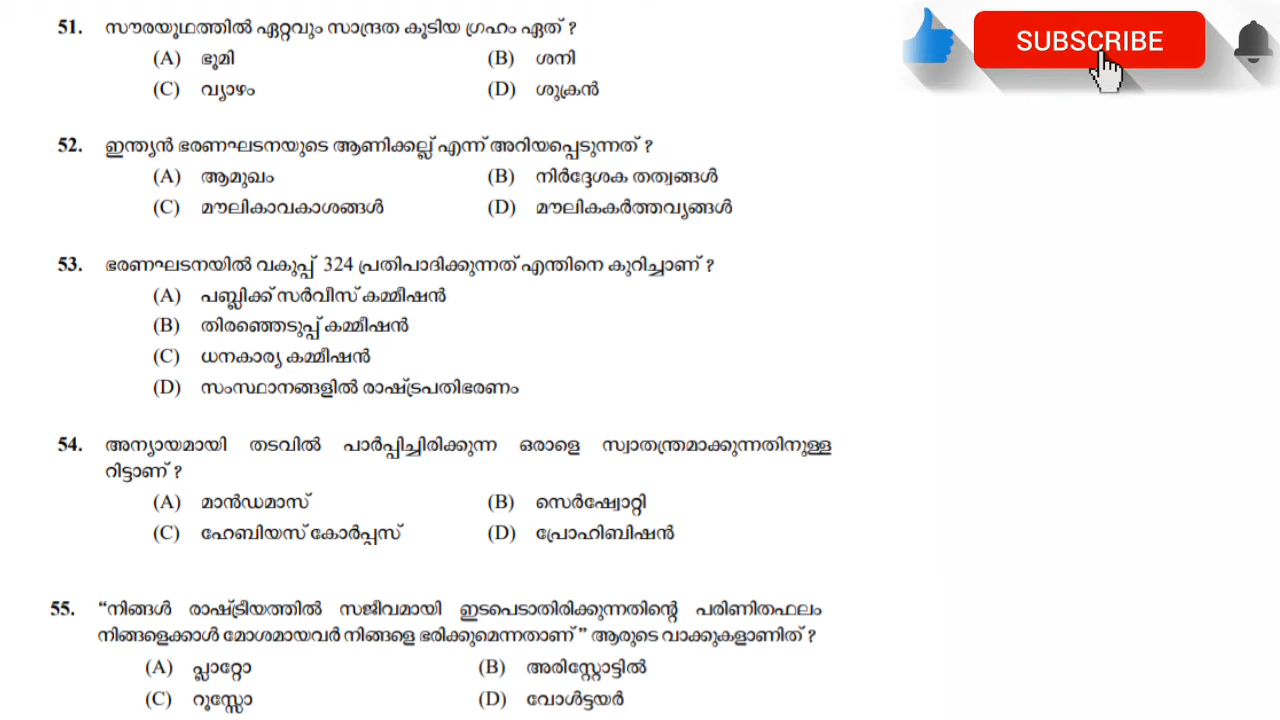 51. സൗരയൂഥത്തിൽ ഏറ്റവും സാന്ദ്രത കൂടിയ ഗ്രഹം ഏത് ?
(A) ഭൂമി (B) ശനി
(C) വ്യാഴം (D) ശുക്രൻ
SUBSCRIBE
52. ഇന്ത്യൻ ഭരണഘടനയുടെ ആണിക്കല്ല് എന്ന് അറിയപ്പെടുന്നത് ?
(A) ആമുഖം (B) നിർദ്ദേശക തത്വങ്ങൾ
(C) മൗലികാവകാശങ്ങൾ (D) മൗലികകർത്തവ്യങ്ങൾ
53. ഭരണഘടനയിൽ വകുപ്പ് 324 പ്രതിപാദിക്കുന്നത് എന്തിനെ കുറിച്ചാണ് ?
(A) പബ്ലിക്ക് സർവീസ് കമ്മീഷൻ
(B) തിരഞ്ഞെടുപ്പ് കമ്മീഷൻ
(C) ധനകാര്യ കമ്മീഷൻ
(D) സംസ്ഥാനങ്ങളിൽ രാഷ്ട്രപതിഭരണം
54. അന്യായമായി തടവിൽ പാർപ്പിച്ചിരിക്കുന്ന ഒരാളെ സ്വാതന്ത്രമാക്കുന്നതിനുള്ള
റിട്ടാണ് ?
(A) മാൻഡമാസ് (B) സെർഷ്വോറ്റി
(C) ഹേബിയസ് കോർപ്പസ് (D) പ്രോഹിബിഷൻ
55. “നിങ്ങൾ രാഷ്ട്രീയത്തിൽ സജീവമായി ഇടപെടാതിരിക്കുന്നതിന്റെ പരിണിതഫലം
നിങ്ങളെക്കാൾ മോശമായവർ നിങ്ങളെ ഭരിക്കുമെന്നതാണ് ” ആരുടെ വാക്കുകളാണിത് ?
(A) പ്ലാറ്റോ (B) അരിസ്റ്റോട്ടിൽ
(C) റൂസ്സോ (D) വോൾട്ടയർ